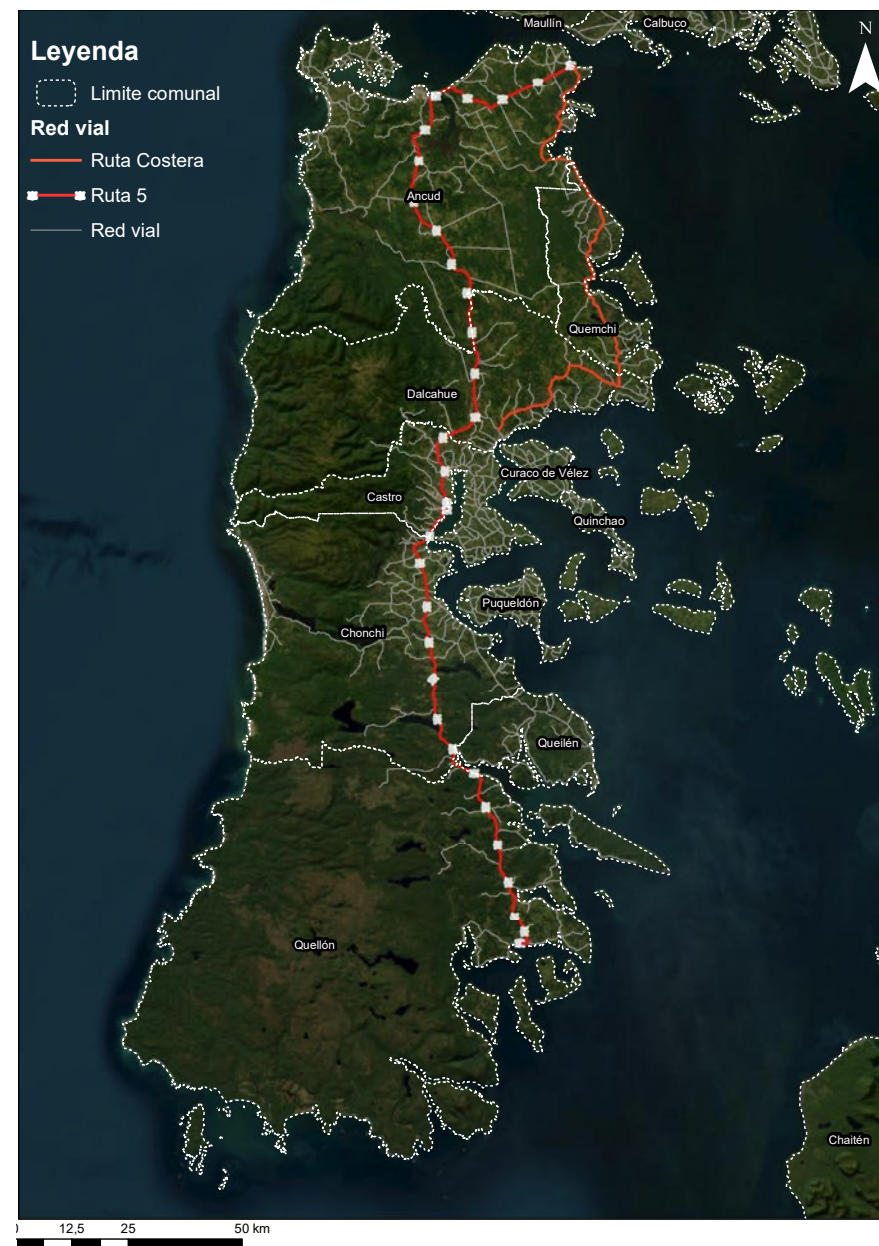 Maullín
Calbuco
N
Leyenda
Limite comunal
Red vial
Ruta Costera
Ruta 5
Red vial
Ancud
Quemchi
Dalcahue
Curaco de Vélez
Castro
Quinchao
Puqueldón
Chonchi
Queilén
Quellón
Chaitén
12,5 25 50 km